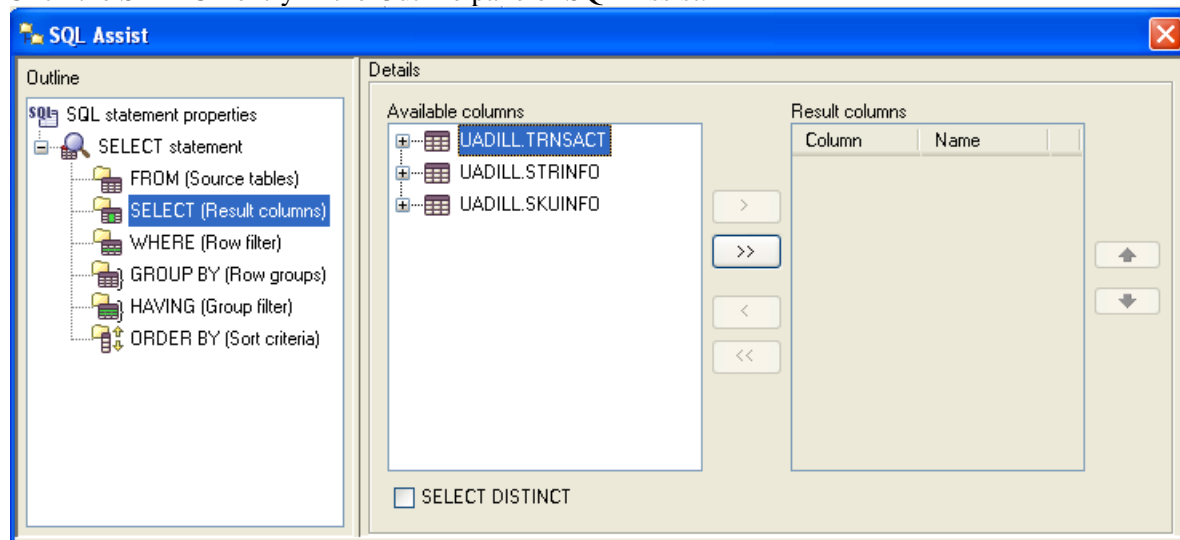 SQL Assist
Outline
SQL statement properties
SELECT statement
FROM (Source tables)
SELECT (Result columns)
WHERE (Row filter)
GROUP BY (Row groups)
HAVING (Group filter)
ORDER BY (Sort criteria)
Details
Available columns
UADILL.TRNSACT
UADILL.STRINFO
UADILL.SKUINFO
>
>>
<
<<
Result columns
Column Name
SELECT DISTINCT